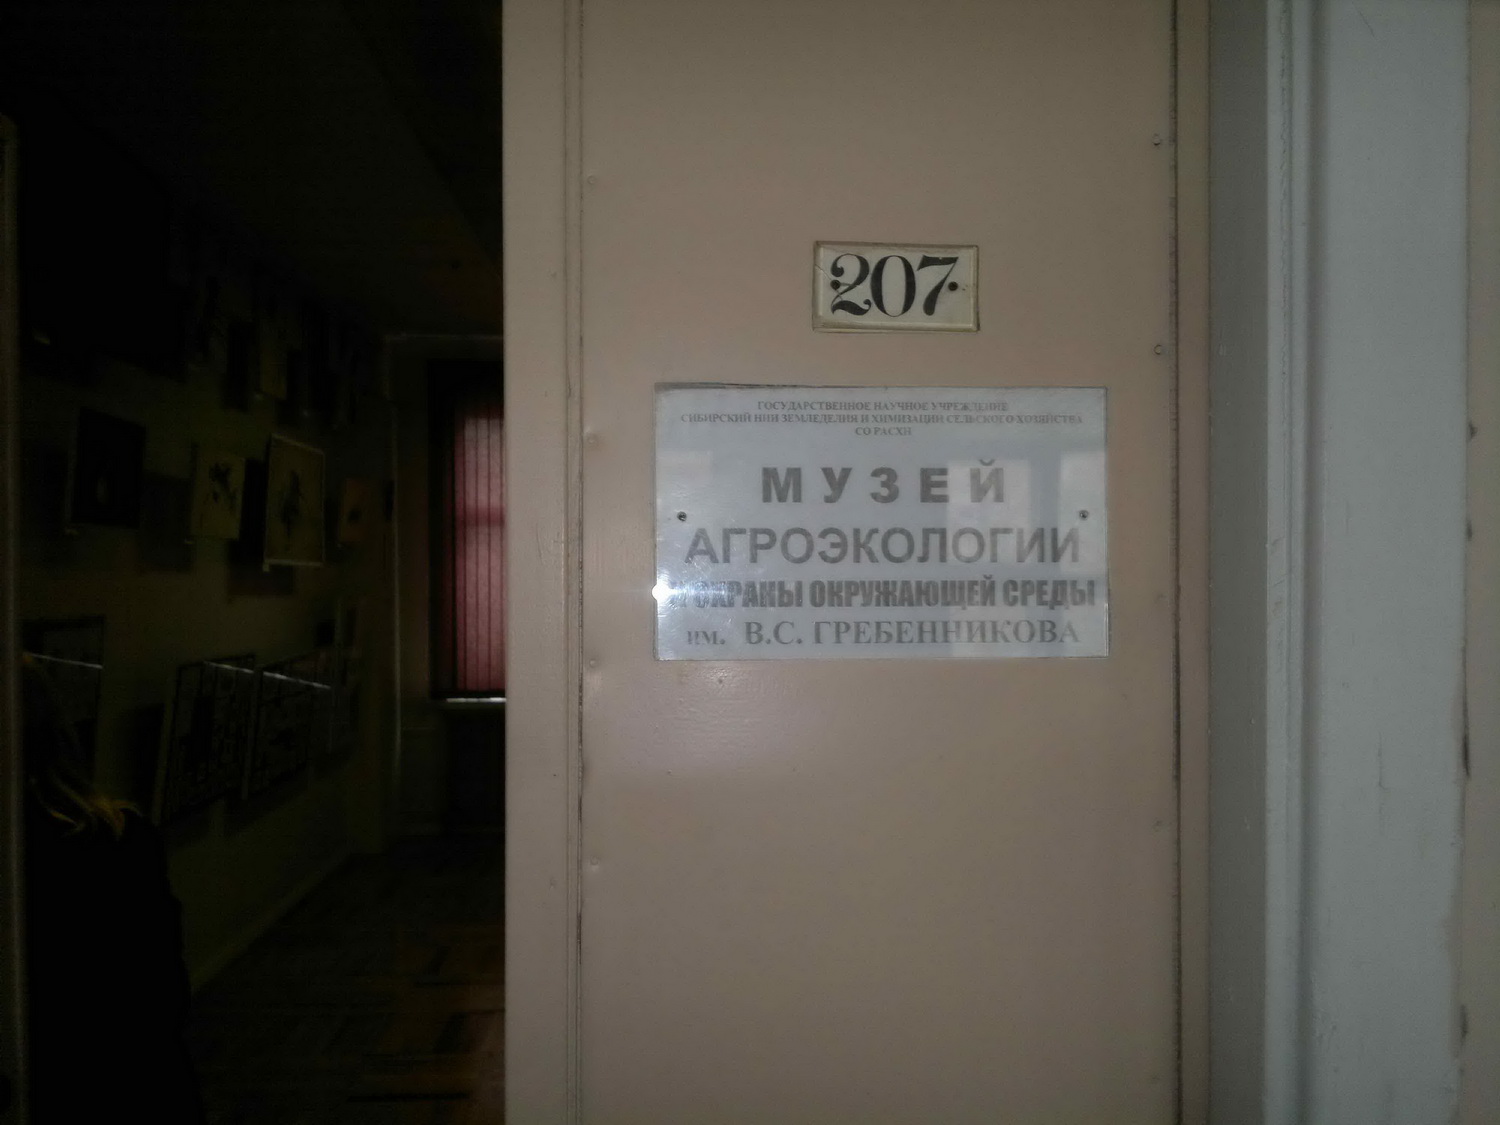 207
ГОСУДАРСТВЕННОЕ НАУЧНОЕ УЧРЕЖДЕНИЕ
СИБИРСКИЙ НИИ ЗЕМЛЕДЕЛИЯ И ХИМИЗАЦИИ СЕЛЬСКОГО ХОЗЯЙСТВА
СО РАСХН
МУЗЕЙ
АГРОЭКОЛОГИИ
И ОХРАНЫ ОКРУЖАЮЩЕЙ СРЕДЫ
им. В.С. ГРЕБЕННИКОВА